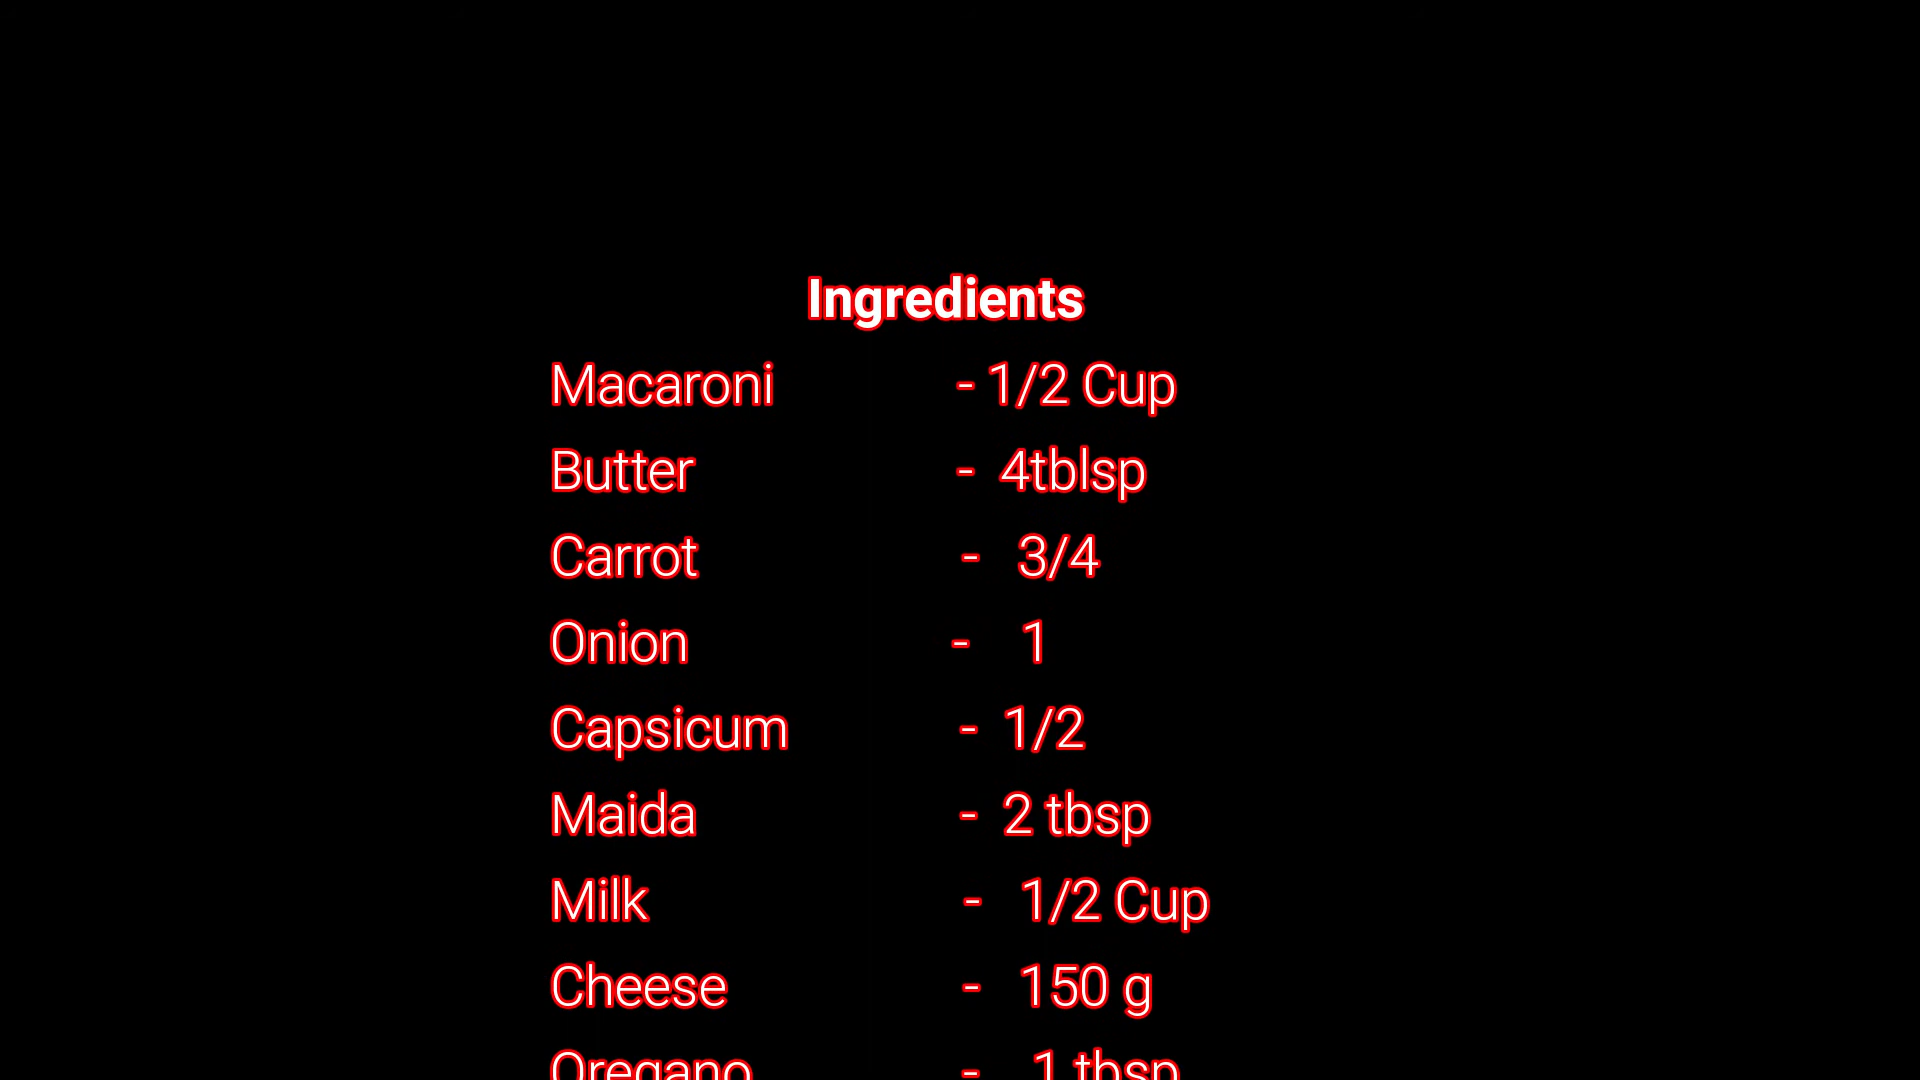 Ingredients
Macaroni - 1/2 Cup
Butter - 4tblsp
Carrot - 3/4
Onion - 1
Capsicum - 1/2
Maida - 2 tbsp
Milk - 1/2 Cup
Cheese - 150 g
Oregano - 1 tbsp